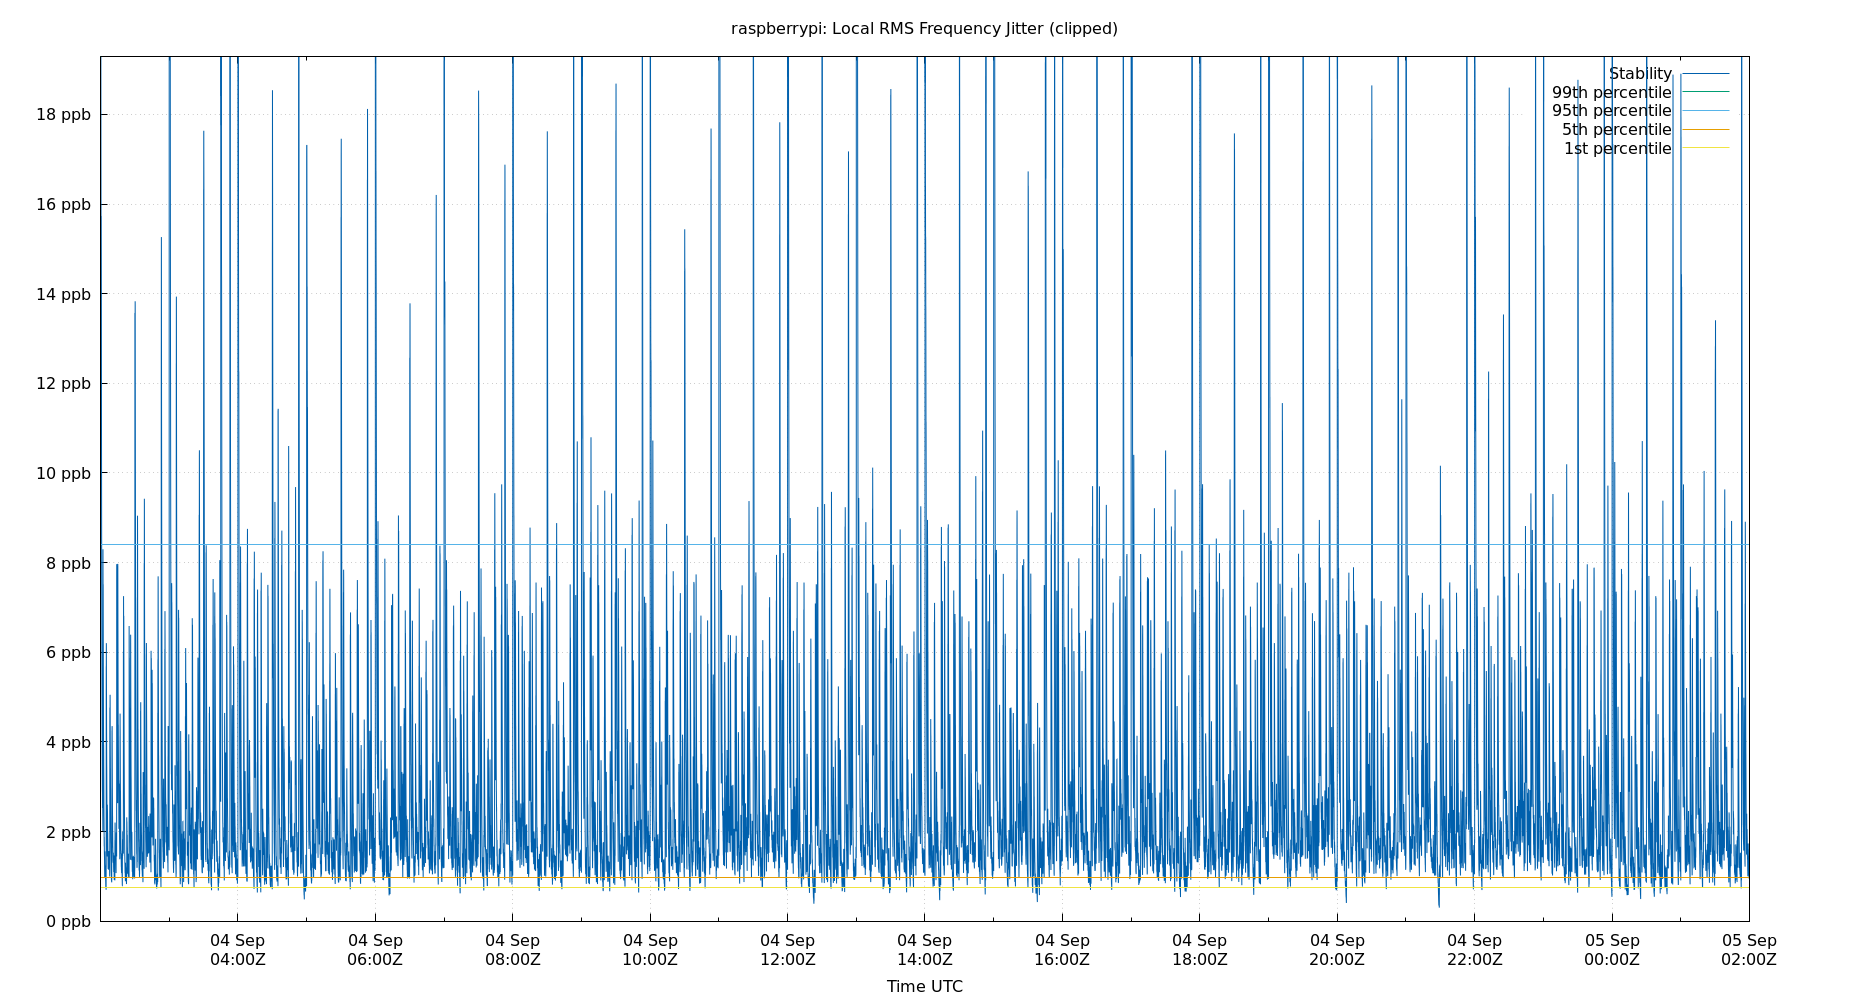 raspberrypi: Local RMS Frequency Jitter (clipped)
Stability
99th percentile
95th percentile
5th percentile
1st percentile
18 ppb
16 ppb
14 ppb
12 ppb
10 ppb
8 ppb
6 ppb
4 ppb
2 ppb
0 ppb
04 Sep 04 Sep 04 Sep 04 Sep 04 Sep 04 Sep 04 Sep 04 Sep 04 Sep 04 Sep 05 Sep 05 Sep
04:00Z 06:00Z 08:00Z 10:00Z 12:00Z 14:00Z 16:00Z 18:00Z 20:00Z 22:00Z 00:00Z 02:00Z
Time UTC